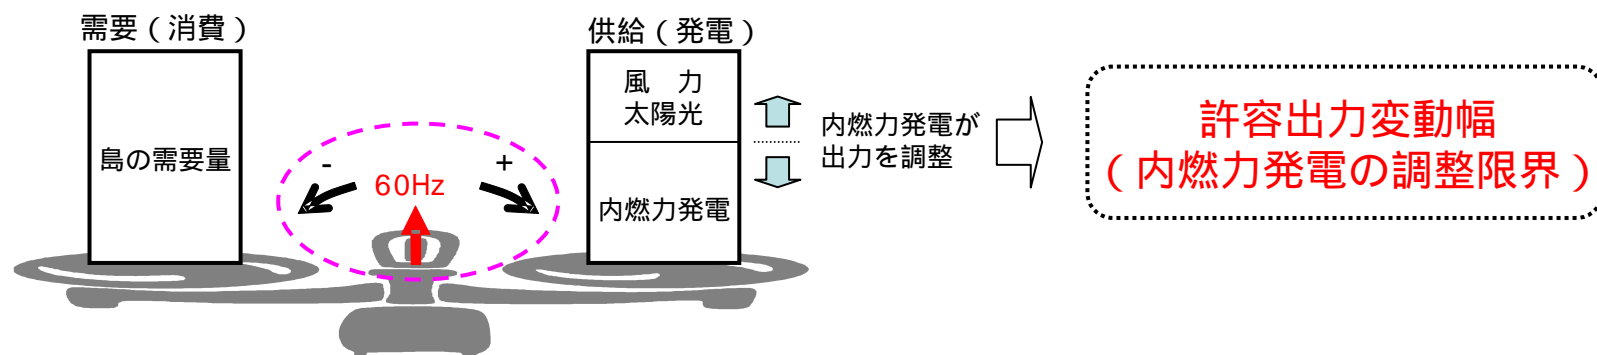 需要（消費）
供給（発電）
島の需要量
-
60Hz
+
風　力
太陽光
内燃力発電
内燃力発電が
出力を調整
許容出力変動幅
（内燃力発電の調整限界）